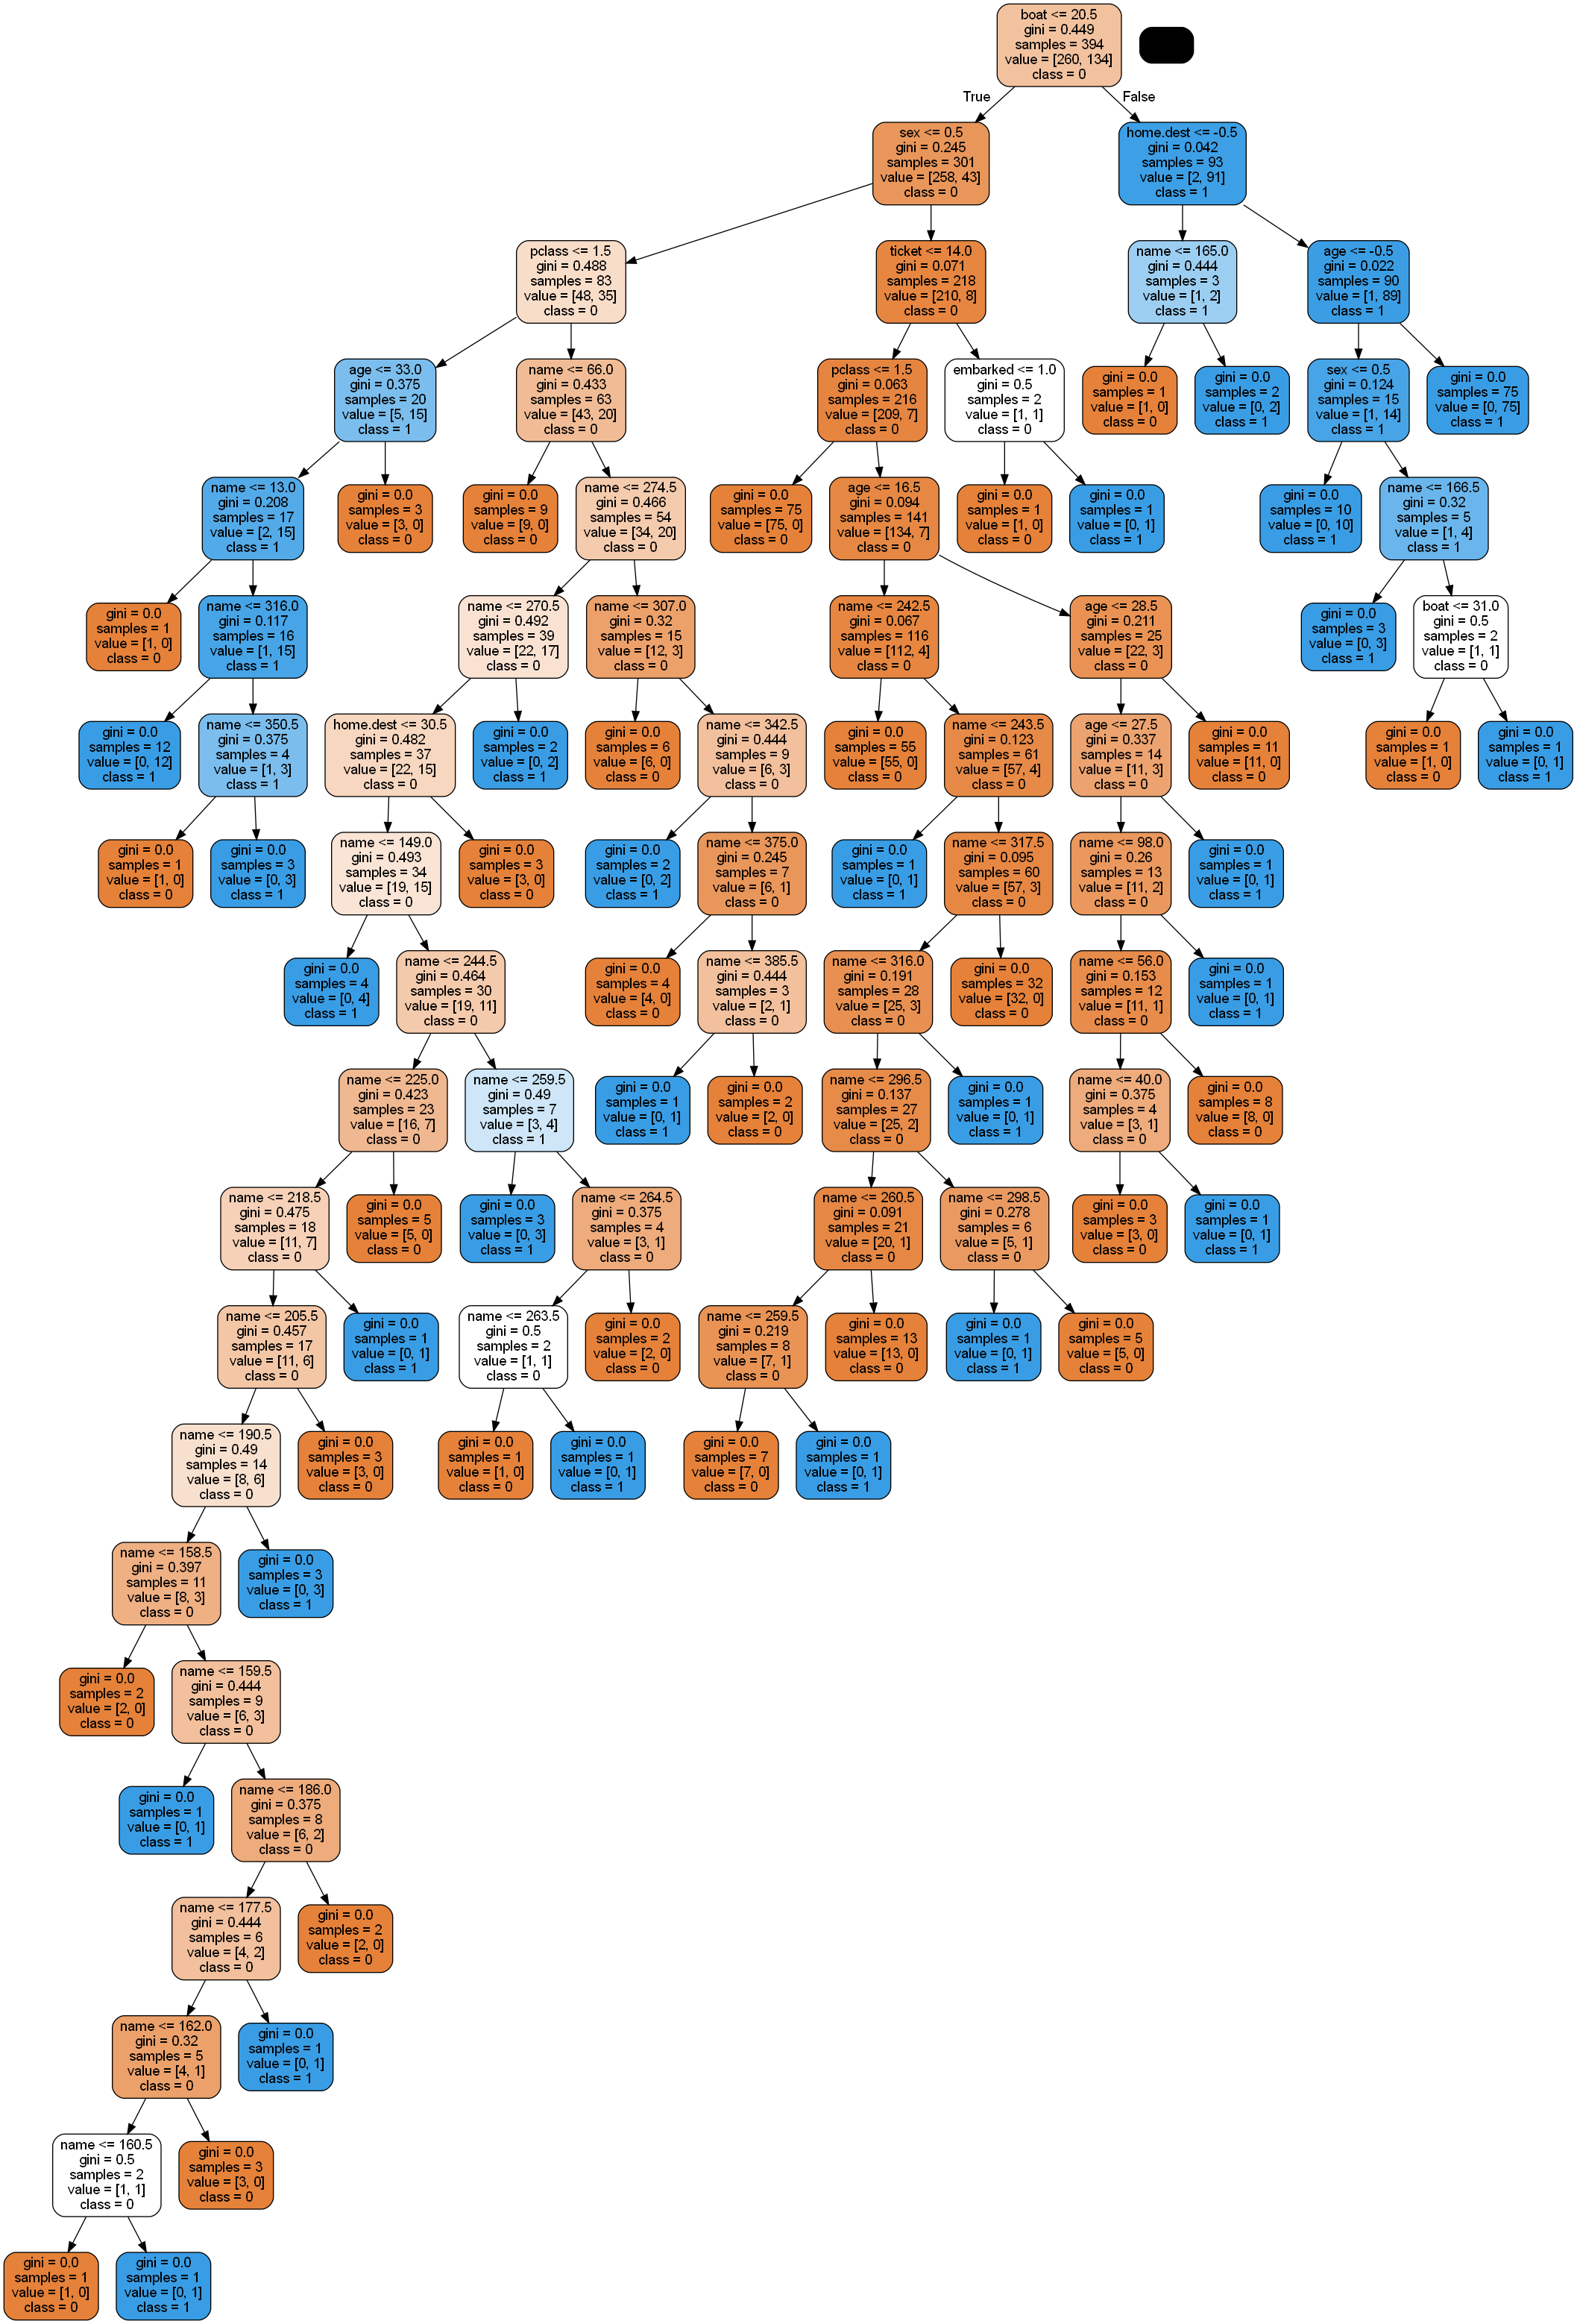 boat <= 20.5
gini = 0.449
samples = 394
value = [260, 134]
class = 0
True
False
sex <= 0.5
gini = 0.245
samples = 301
value = [258, 43]
class = 0
home.dest <= -0.5
gini = 0.042
samples = 93
value = [2, 91]
class = 1
pclass <= 1.5
gini = 0.488
samples = 83
value = [48, 35]
class = 0
ticket <= 14.0
gini = 0.071
samples = 218
value = [210, 8]
class = 0
name <= 165.0
gini = 0.444
samples = 3
value = [1, 2]
class = 1
age <= -0.5
gini = 0.022
samples = 90
value = [1, 89]
class = 1
age <= 33.0
gini = 0.375
samples = 20
value = [5, 15]
class = 1
name <= 66.0
gini = 0.433
samples = 63
value = [43, 20]
class = 0
pclass <= 1.5
gini = 0.063
samples = 216
value = [209, 7]
class = 0
embarked <= 1.0
gini = 0.5
samples = 2
value = [1, 1]
class = 0
gini = 0.0
samples = 1
value = [1, 0]
class = 0
gini = 0.0
samples = 2
value = [0, 2]
class = 1
sex <= 0.5
gini = 0.124
samples = 15
value = [1, 14]
class = 1
gini = 0.0
samples = 75
value = [0, 75]
class = 1
name <= 13.0
gini = 0.208
samples = 17
value = [2, 15]
class = 1
gini = 0.0
samples = 3
value = [3, 0]
class = 0
gini = 0.0
samples = 9
value = [9, 0]
class = 0
name <= 274.5
gini = 0.466
samples = 54
value = [34, 20]
class = 0
gini = 0.0
samples = 75
value = [75, 0]
class = 0
age <= 16.5
gini = 0.094
samples = 141
value = [134, 7]
class = 0
gini = 0.0
samples = 1
value = [1, 0]
class = 0
gini = 0.0
samples = 1
value = [0, 1]
class = 1
gini = 0.0
samples = 10
value = [0, 10]
class = 1
name <= 166.5
gini = 0.32
samples = 5
value = [1, 4]
class = 1
gini = 0.0
samples = 1
value = [1, 0]
class = 0
name <= 316.0
gini = 0.117
samples = 16
value = [1, 15]
class = 1
name <= 270.5
gini = 0.492
samples = 39
value = [22, 17]
class = 0
name <= 307.0
gini = 0.32
samples = 15
value = [12, 3]
class = 0
name <= 242.5
gini = 0.067
samples = 116
value = [112, 4]
class = 0
age <= 28.5
gini = 0.211
samples = 25
value = [22, 3]
class = 0
gini = 0.0
samples = 3
value = [0, 3]
class = 1
boat <= 31.0
gini = 0.5
samples = 2
value = [1, 1]
class = 0
gini = 0.0
samples = 12
value = [0, 12]
class = 1
name <= 350.5
gini = 0.375
samples = 4
value = [1, 3]
class = 1
home.dest <= 30.5
gini = 0.482
samples = 37
value = [22, 15]
class = 0
gini = 0.0
samples = 2
value = [0, 2]
class = 1
gini = 0.0
samples = 6
value = [6, 0]
class = 0
name <= 342.5
gini = 0.444
samples = 9
value = [6, 3]
class = 0
gini = 0.0
samples = 55
value = [55, 0]
class = 0
name <= 243.5
gini = 0.123
samples = 61
value = [57, 4]
class = 0
age <= 27.5
gini = 0.337
samples = 14
value = [11, 3]
class = 0
gini = 0.0
samples = 11
value = [11, 0]
class = 0
gini = 0.0
samples = 1
value = [1, 0]
class = 0
gini = 0.0
samples = 1
value = [0, 1]
class = 1
gini = 0.0
samples = 1
value = [1, 0]
class = 0
gini = 0.0
samples = 3
value = [0, 3]
class = 1
name <= 149.0
gini = 0.493
samples = 34
value = [19, 15]
class = 0
gini = 0.0
samples = 3
value = [3, 0]
class = 0
gini = 0.0
samples = 2
value = [0, 2]
class = 1
name <= 375.0
gini = 0.245
samples = 7
value = [6, 1]
class = 0
gini = 0.0
samples = 1
value = [0, 1]
class = 1
name <= 317.5
gini = 0.095
samples = 60
value = [57, 3]
class = 0
name <= 98.0
gini = 0.26
samples = 13
value = [11, 2]
class = 0
gini = 0.0
samples = 1
value = [0, 1]
class = 1
gini = 0.0
samples = 4
value = [0, 4]
class = 1
name <= 244.5
gini = 0.464
samples = 30
value = [19, 11]
class = 0
gini = 0.0
samples = 4
value = [4, 0]
class = 0
name <= 385.5
gini = 0.444
samples = 3
value = [2, 1]
class = 0
name <= 316.0
gini = 0.191
samples = 28
value = [25, 3]
class = 0
gini = 0.0
samples = 32
value = [32, 0]
class = 0
name <= 56.0
gini = 0.153
samples = 12
value = [11, 1]
class = 0
gini = 0.0
samples = 1
value = [0, 1]
class = 1
name <= 225.0
gini = 0.423
samples = 23
value = [16, 7]
class = 0
name <= 259.5
gini = 0.49
samples = 7
value = [3, 4]
class = 1
gini = 0.0
samples = 1
value = [0, 1]
class = 1
gini = 0.0
samples = 2
value = [2, 0]
class = 0
name <= 296.5
gini = 0.137
samples = 27
value = [25, 2]
class = 0
gini = 0.0
samples = 1
value = [0, 1]
class = 1
name <= 40.0
gini = 0.375
samples = 4
value = [3, 1]
class = 0
gini = 0.0
samples = 8
value = [8, 0]
class = 0
name <= 218.5
gini = 0.475
samples = 18
value = [11, 7]
class = 0
gini = 0.0
samples = 5
value = [5, 0]
class = 0
gini = 0.0
samples = 3
value = [0, 3]
class = 1
name <= 264.5
gini = 0.375
samples = 4
value = [3, 1]
class = 0
name <= 260.5
gini = 0.091
samples = 21
value = [20, 1]
class = 0
name <= 298.5
gini = 0.278
samples = 6
value = [5, 1]
class = 0
gini = 0.0
samples = 3
value = [3, 0]
class = 0
gini = 0.0
samples = 1
value = [0, 1]
class = 1
name <= 205.5
gini = 0.457
samples = 17
value = [11, 6]
class = 0
gini = 0.0
samples = 1
value = [0, 1]
class = 1
name <= 263.5
gini = 0.5
samples = 2
value = [1, 1]
class = 0
gini = 0.0
samples = 2
value = [2, 0]
class = 0
name <= 259.5
gini = 0.219
samples = 8
value = [7, 1]
class = 0
gini = 0.0
samples = 13
value = [13, 0]
class = 0
gini = 0.0
samples = 1
value = [0, 1]
class = 1
gini = 0.0
samples = 5
value = [5, 0]
class = 0
name <= 190.5
gini = 0.49
samples = 14
value = [8, 6]
class = 0
gini = 0.0
samples = 3
value = [3, 0]
class = 0
gini = 0.0
samples = 1
value = [1, 0]
class = 0
gini = 0.0
samples = 1
value = [0, 1]
class = 1
gini = 0.0
samples = 7
value = [7, 0]
class = 0
gini = 0.0
samples = 1
value = [0, 1]
class = 1
name <= 158.5
gini = 0.397
samples = 11
value = [8, 3]
class = 0
gini = 0.0
samples = 3
value = [0, 3]
class = 1
gini = 0.0
samples = 2
value = [2, 0]
class = 0
name <= 159.5
gini = 0.444
samples = 9
value = [6, 3]
class = 0
gini = 0.0
samples = 1
value = [0, 1]
class = 1
name <= 186.0
gini = 0.375
samples = 8
value = [6, 2]
class = 0
name <= 177.5
gini = 0.444
samples = 6
value = [4, 2]
class = 0
gini = 0.0
samples = 2
value = [2, 0]
class = 0
name <= 162.0
gini = 0.32
samples = 5
value = [4, 1]
class = 0
gini = 0.0
samples = 1
value = [0, 1]
class = 1
name <= 160.5
gini = 0.5
samples = 2
value = [1, 1]
class = 0
gini = 0.0
samples = 3
value = [3, 0]
class = 0
gini = 0.0
samples = 1
value = [1, 0]
class = 0
gini = 0.0
samples = 1
value = [0, 1]
class = 1